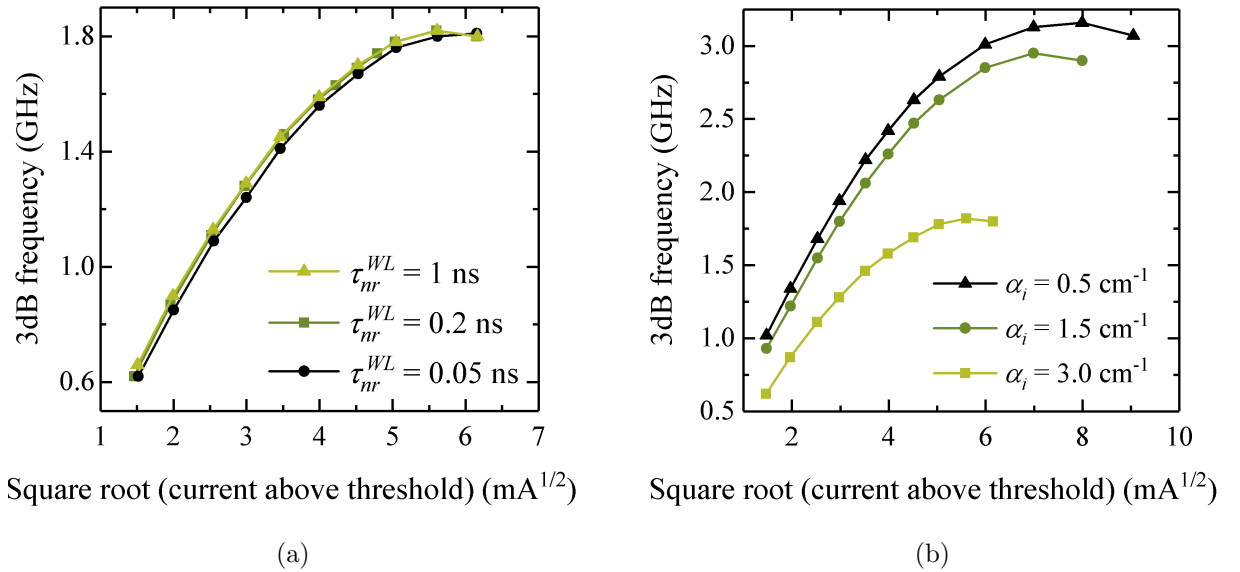 3dB frequency (GHz)
1.8
1.4
1.0
0.6
1 2 3 4 5 6 7
τ_nr^WL = 1 ns
τ_nr^WL = 0.2 ns
τ_nr^WL = 0.05 ns
Square root (current above threshold) (mA^1/2)
(a)
3dB frequency (GHz)
3.0
2.5
2.0
1.5
1.0
0.5
2 4 6 8 10
α_i = 0.5 cm^-1
α_i = 1.5 cm^-1
α_i = 3.0 cm^-1
Square root (current above threshold) (mA^1/2)
(b)